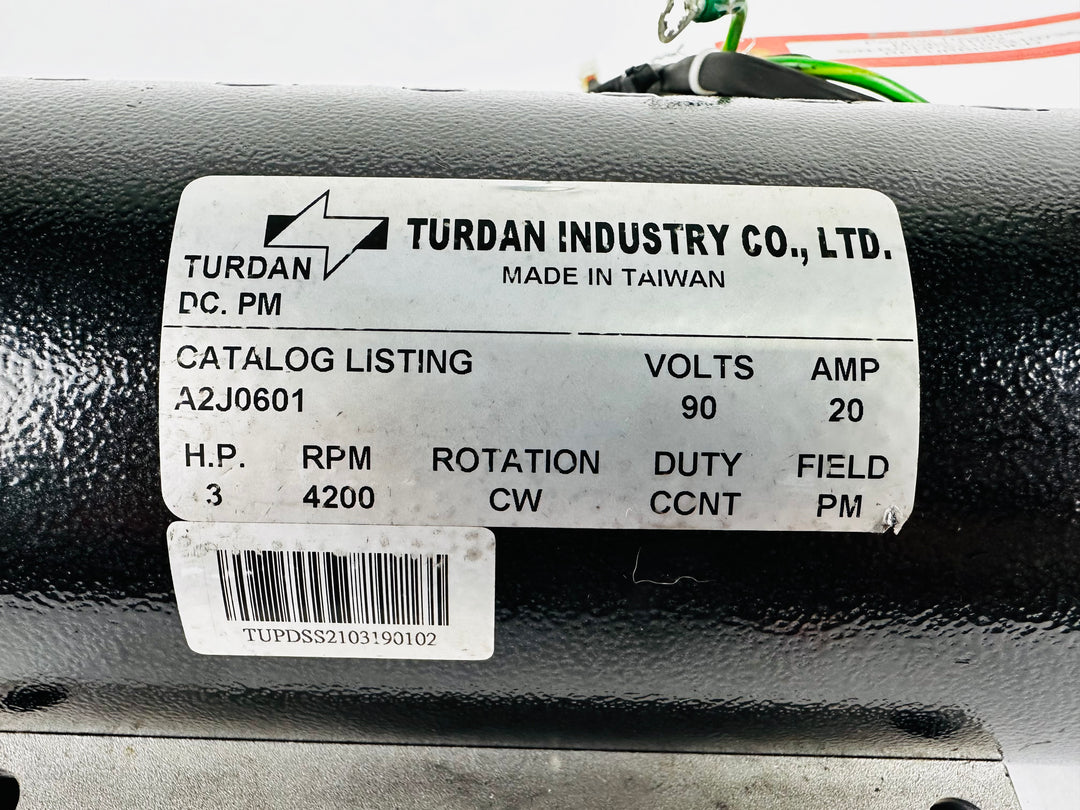 TURDAN INDUSTRY CO., LTD.
TURDAN
MADE IN TAIWAN
DC. PM
CATALOG LISTING VOLTS AMP
A2J0601 90 20
H.P. RPM ROTATION DUTY FIELD
3 4200 CW CCNT PM
TUPDSS2103190102